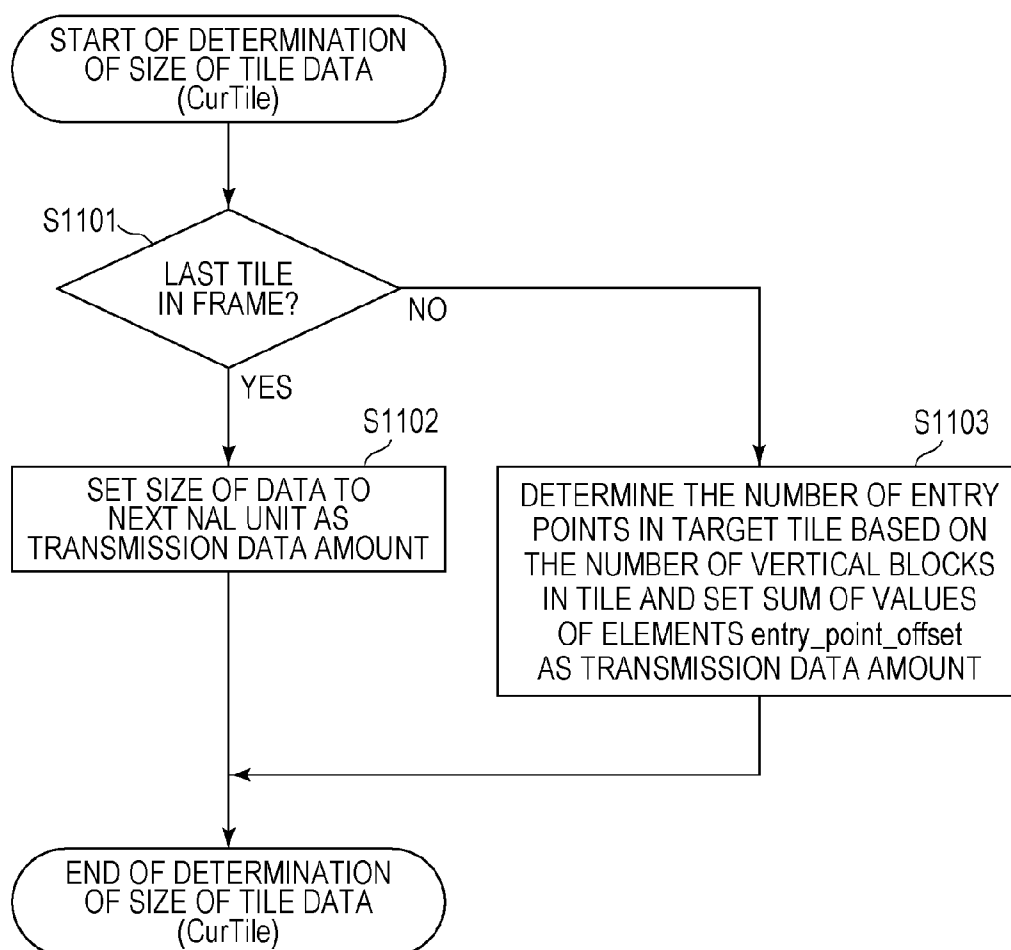 START OF DETERMINATION
OF SIZE OF TILE DATA
(CurTile)
S1101
LAST TILE
IN FRAME?
NO
YES
S1102
SET SIZE OF DATA TO
NEXT NAL UNIT AS
TRANSMISSION DATA AMOUNT
S1103
DETERMINE THE NUMBER OF ENTRY
POINTS IN TARGET TILE BASED ON
THE NUMBER OF VERTICAL BLOCKS
IN TILE AND SET SUM OF VALUES
OF ELEMENTS entry_point_offset
AS TRANSMISSION DATA AMOUNT
END OF DETERMINATION
OF SIZE OF TILE DATA
(CurTile)